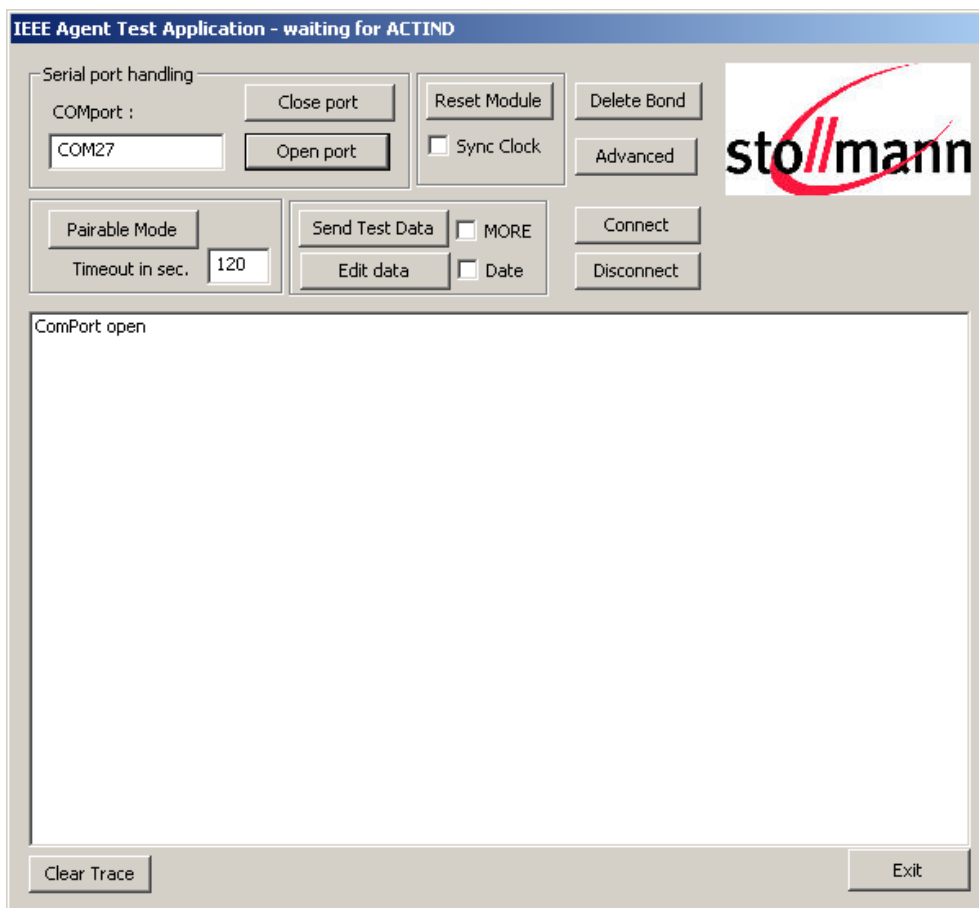 IEEE Agent Test Application - waiting for ACTIND
Serial port handling
COMport :
COM27
Close port
Open port
Reset Module
Sync Clock
Delete Bond
Advanced
stollmann
Pairable Mode
Timeout in sec.
120
Send Test Data
MORE
Edit data
Date
Connect
Disconnect
ComPort open
Clear Trace
Exit